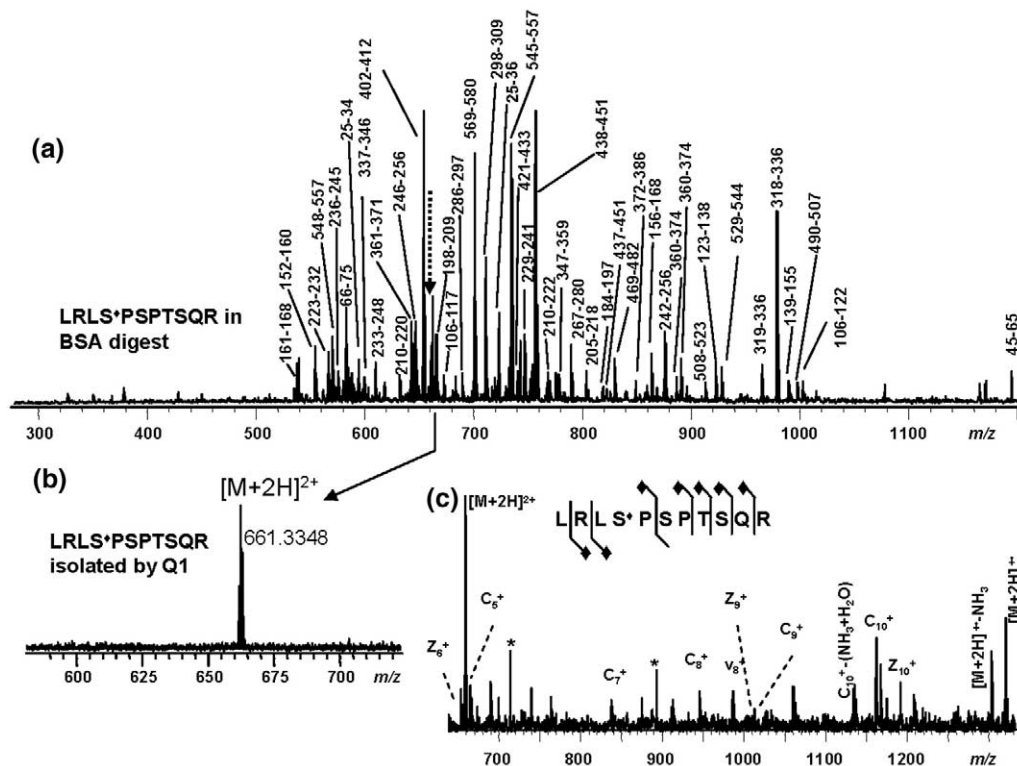 (a)
LRLS♦PSPTSQR in
BSA digest
161-168
152-160
223-232
548-557
236-245
66-75
25-34
337-346
233-248
361-371
210-220
246-256
402-412
198-209
106-117
286-297
569-580
298-309
25-36
545-557
421-433
229-241
438-451
210-222
347-359
267-280
205-218
184-197
437-451
469-482
372-386
156-168
242-256
360-374
360-374
508-523
123-138
529-544
319-336
318-336
139-155
490-507
106-122
45-65
300 400 500 600 700 800 900 1000 1100 m/z
(b)
[M+2H]2+
661.3348
LRLS♦PSPTSQR
isolated by Q1
600 625 650 675 700 m/z
(c)
[M+2H]2+
L R L S♦ P S P T S Q R
Z6+
C5+
*
C7+
*
C8+
v8+
Z9+
C9+
C10+-(NH3+H2O)
C10+
Z10+
[M+2H]+-NH3
[M+2H]+
700 800 900 1000 1100 1200 m/z